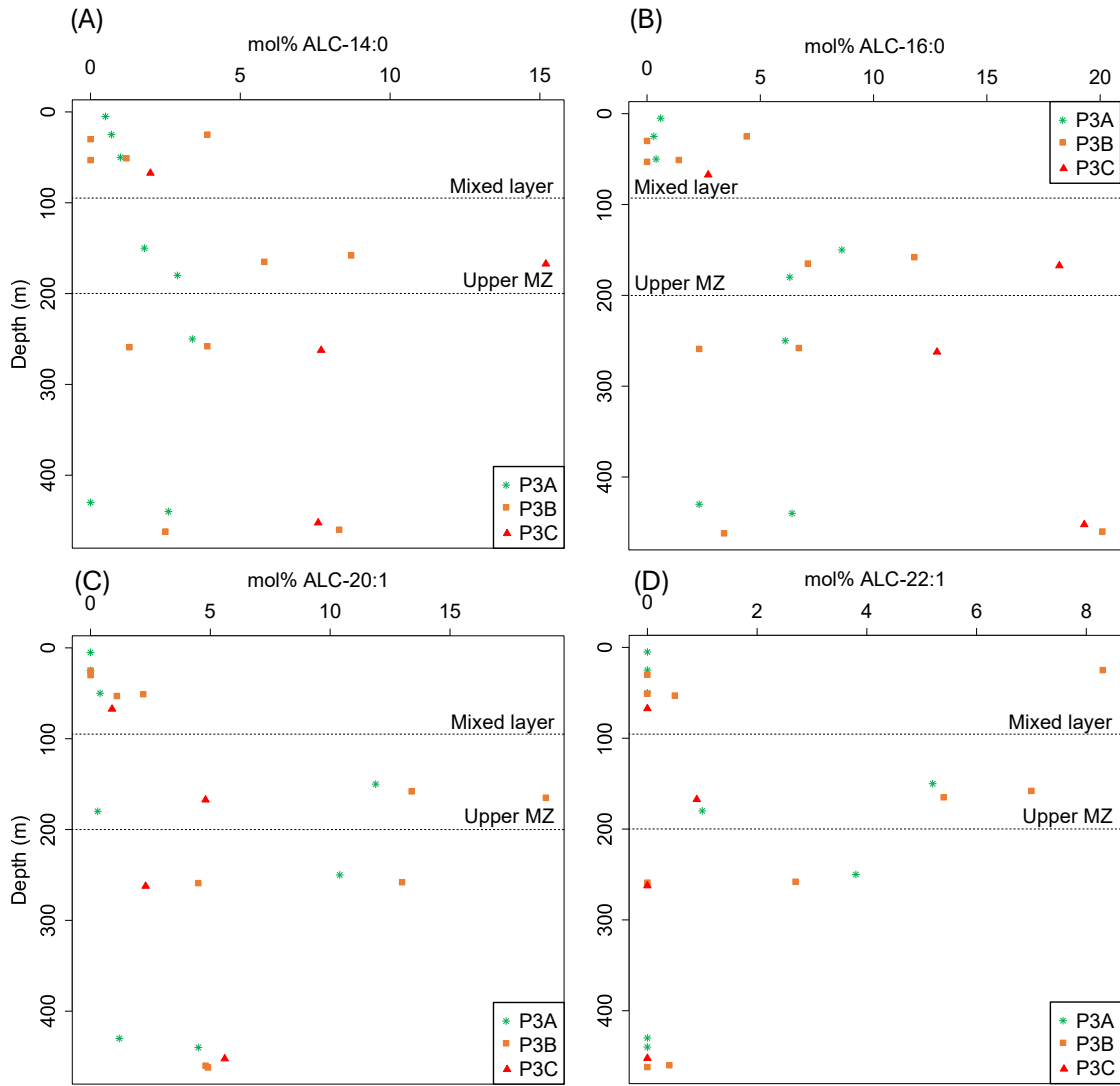 (A)
mol% ALC-14:0
0 5 10 15
Depth (m)
0
100
200
300
400
Mixed layer
Upper MZ
P3A
P3B
P3C
(B)
mol% ALC-16:0
0 5 10 15 20
0
100
200
300
400
P3A
P3B
P3C
Mixed layer
Upper MZ
(C)
mol% ALC-20:1
0 5 10 15
Depth (m)
0
100
200
300
400
Mixed layer
Upper MZ
P3A
P3B
P3C
(D)
mol% ALC-22:1
0 2 4 6 8
0
100
200
300
400
Mixed layer
Upper MZ
P3A
P3B
P3C